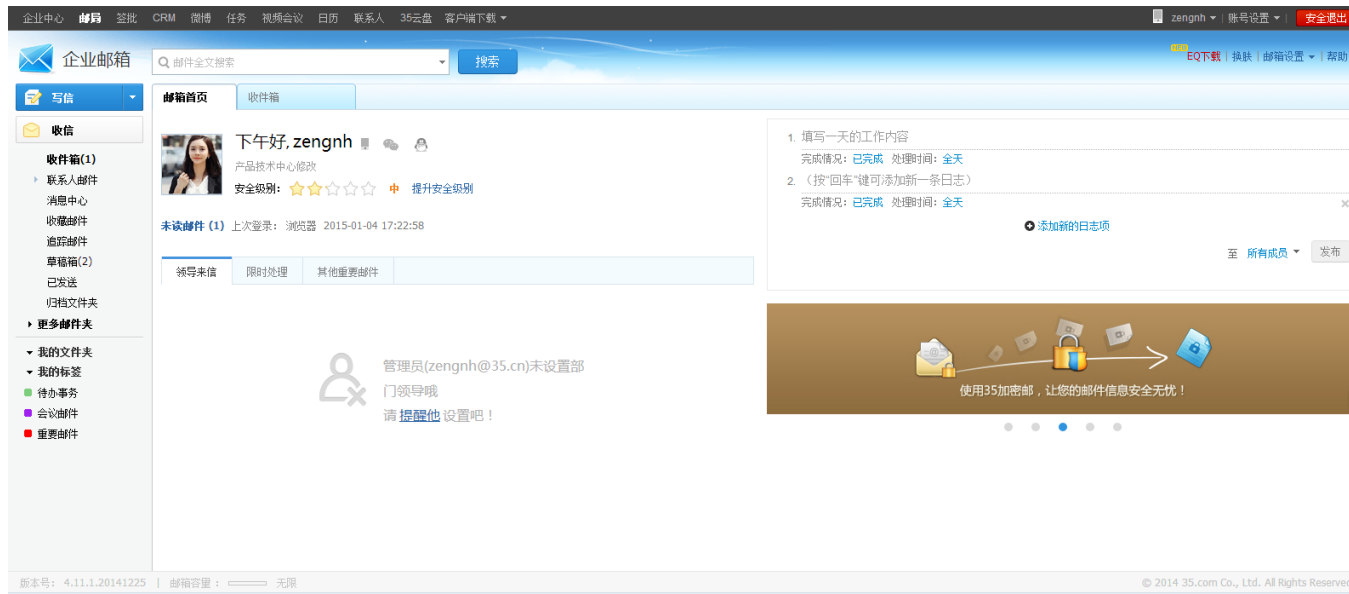 企业中心 邮局 签批 CRM 微博 任务 视频会议 日历 联系人 35云盘 客户端下载 zengnh 账号设置 安全退出
企业邮箱 邮件全文搜索 搜索 NEW EQ下载 | 换肤 | 邮箱设置 | 帮助
写信 邮箱首页 收件箱
收信
收件箱(1)
联系人邮件
消息中心
收藏邮件
追踪邮件
草稿箱(2)
已发送
归档文件夹
更多邮件夹
我的文件夹
我的标签
待办事务
会议邮件
重要邮件
下午好, zengnh
产品技术中心修改
安全级别: 中 提升安全级别
未读邮件 (1) 上次登录: 浏览器 2015-01-04 17:22:58
领导来信 限时处理 其他重要邮件
管理员(zengnh@35.cn)未设置部
门领导哦
请提醒他设置吧！
1. 填写一天的工作内容
完成情况: 已完成 处理时间: 全天
2. （按“回车”键可添加新一条日志）
完成情况: 已完成 处理时间: 全天
添加新的日志项
至 所有成员 发布
使用35加密邮，让您的邮件信息安全无忧！
版本号: 4.11.1.20141225 | 邮箱容量: 无限
© 2014 35.com Co., Ltd. All Rights Reserved